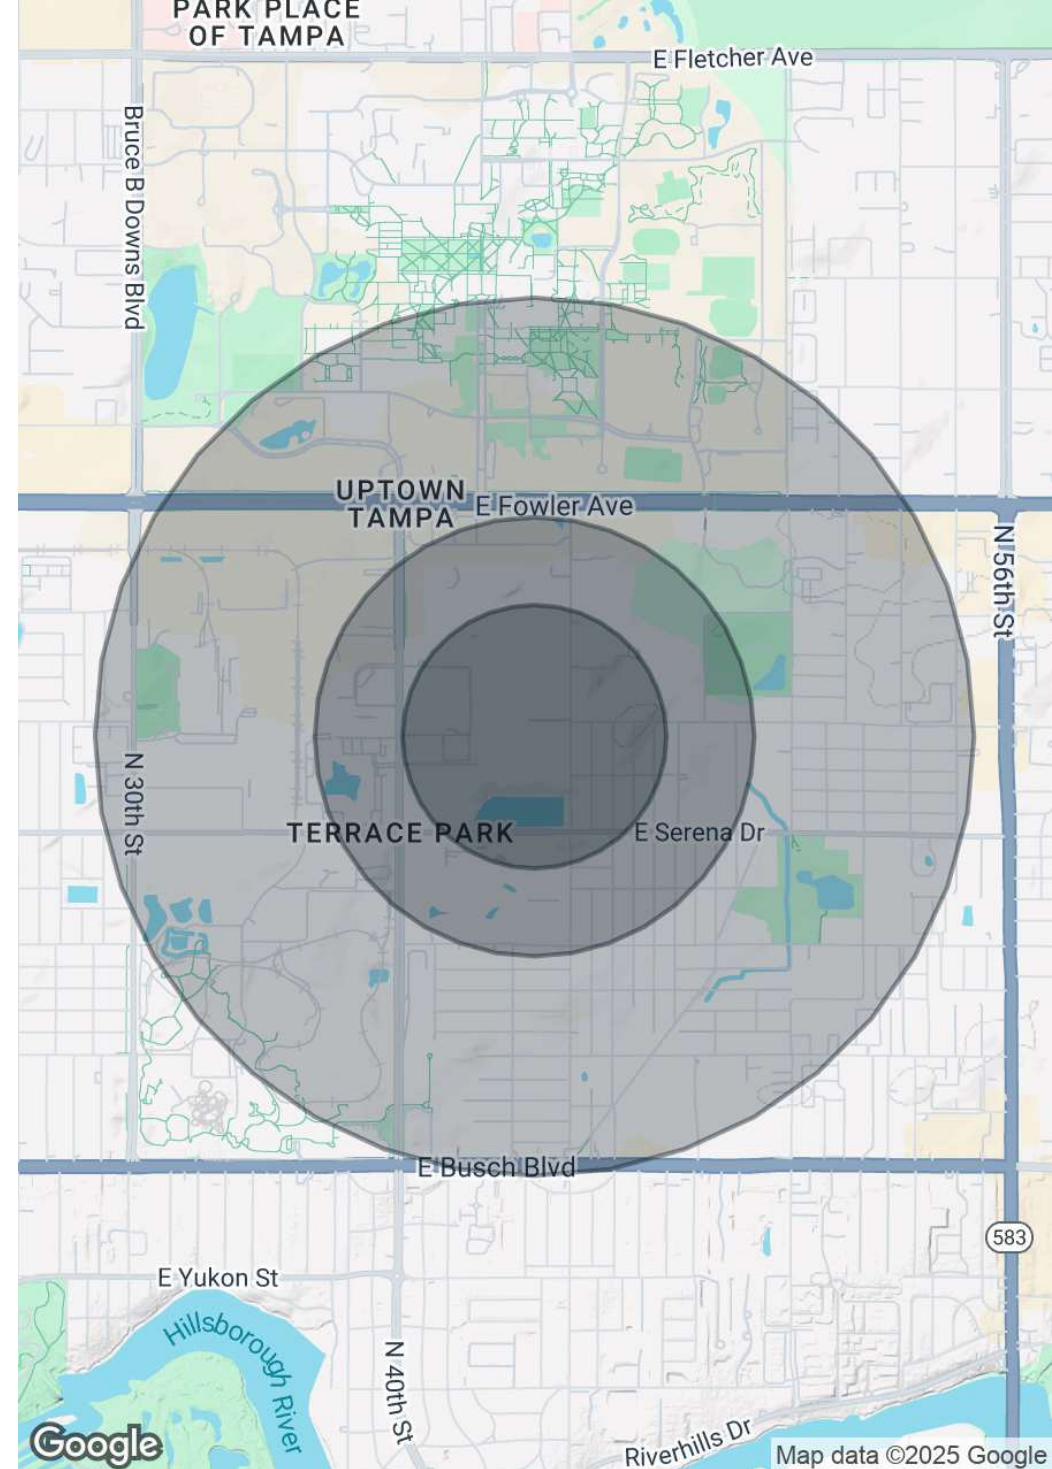 PARK PLACE
OF TAMPA
E Fletcher Ave
Bruce B Downs Blvd
UPTOWN
TAMPA
E Fowler Ave
N 56th St
N 30th St
TERRACE PARK
E Serena Dr
E Busch Blvd
583
E Yukon St
Hillsborough River
N 40th St
Riverhills Dr
Google
Map data ©2025 Google